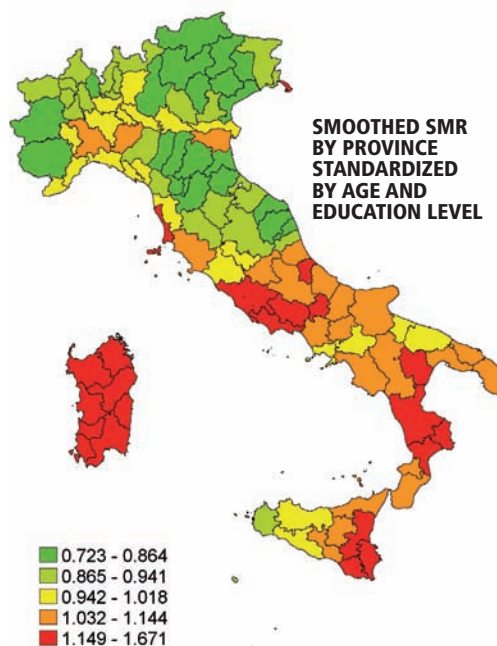 SMOOTHED SMR
BY PROVINCE
STANDARDIZED
BY AGE AND
EDUCATION LEVEL
0.723 - 0.864
0.865 - 0.941
0.942 - 1.018
1.032 - 1.144
1.149 - 1.671